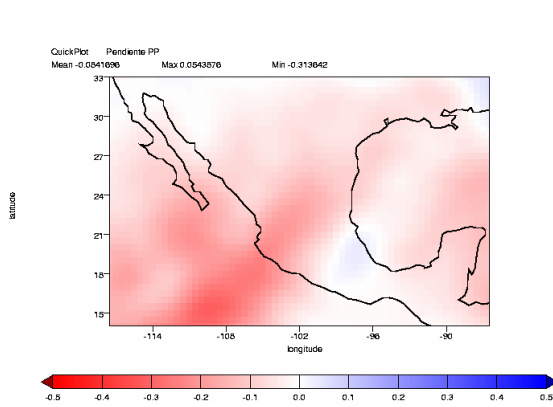 QuickPlot Pendiente PP
Mean -0.0841696 Max 0.0543576 Min -0.313642
33
30
27
24
21
18
15
latitude
-114 -108 -102 -96 -90
longitude
-0.5 -0.4 -0.3 -0.2 -0.1 0.0 0.1 0.2 0.3 0.4 0.5